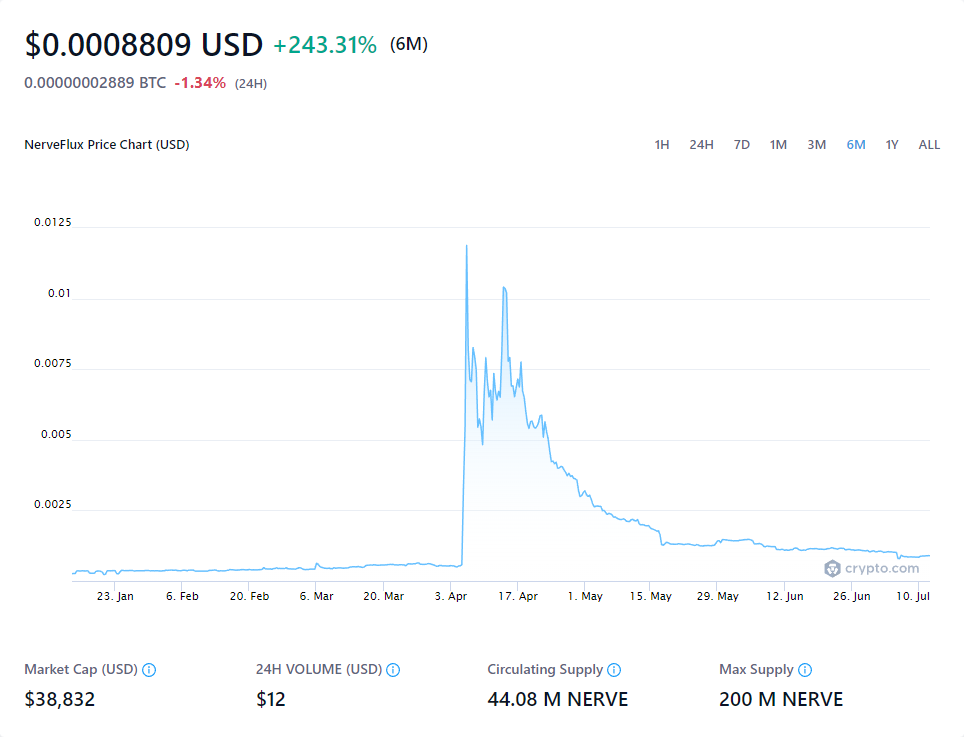 $0.0008809 USD +243.31% (6M)
0.00000002889 BTC -1.34% (24H)
NerveFlux Price Chart (USD) 1H 24H 7D 1M 3M 6M 1Y ALL
0.0125
0.01
0.0075
0.005
0.0025
crypto.com
23. Jan 6. Feb 20. Feb 6. Mar 20. Mar 3. Apr 17. Apr 1. May 15. May 29. May 12. Jun 26. Jun 10. Jul
Market Cap (USD) 24H VOLUME (USD) Circulating Supply Max Supply
$38,832 $12 44.08 M NERVE 200 M NERVE